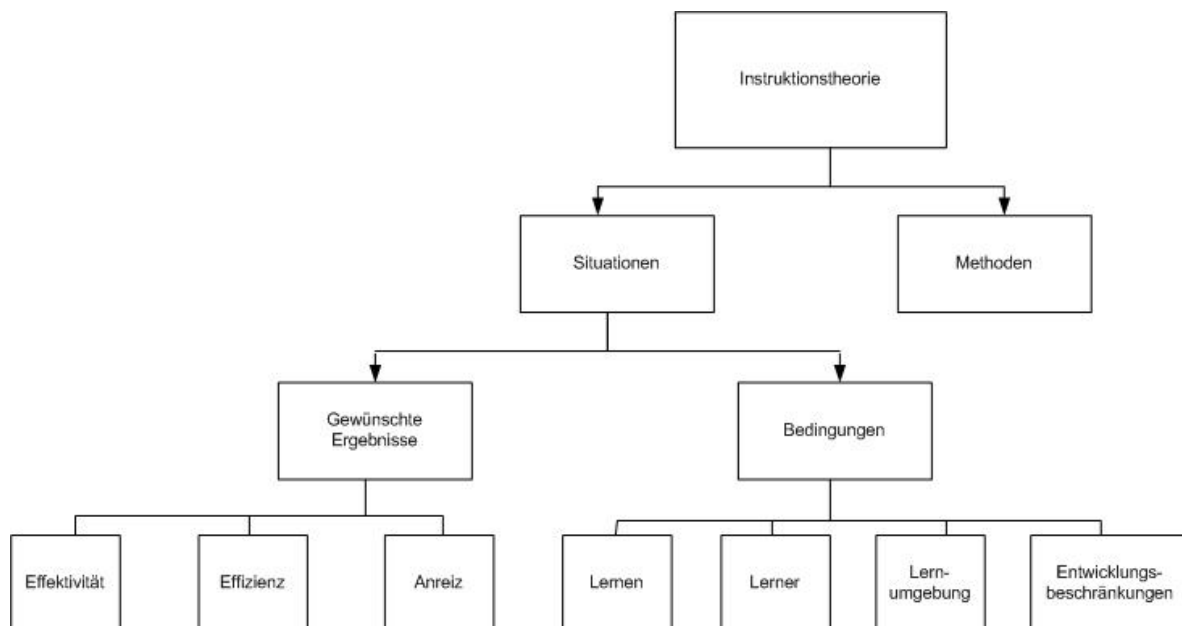 Instruktionstheorie
Situationen
Methoden
Gewünschte
Ergebnisse
Bedingungen
Effektivität
Effizienz
Anreiz
Lernen
Lerner
Lern-
umgebung
Entwicklungs-
beschränkungen